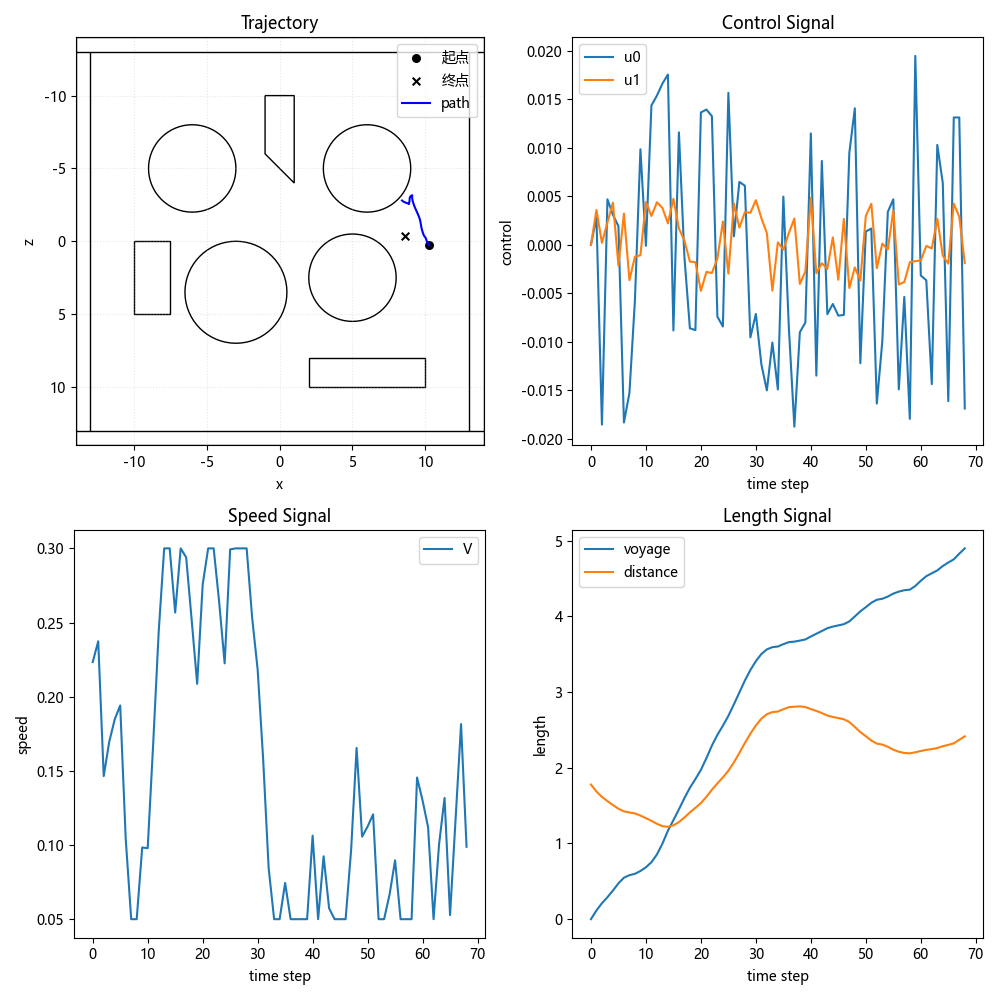 Trajectory
起点
终点
path
-10
-5
0
5
10
z
-10
-5
0
5
10
x
Control Signal
u0
u1
0.020
0.015
0.010
0.005
0.000
-0.005
-0.010
-0.015
-0.020
control
0
10
20
30
40
50
60
70
time step
Speed Signal
V
0.30
0.25
0.20
0.15
0.10
0.05
speed
0
10
20
30
40
50
60
70
time step
Length Signal
voyage
distance
5
4
3
2
1
0
length
0
10
20
30
40
50
60
70
time step